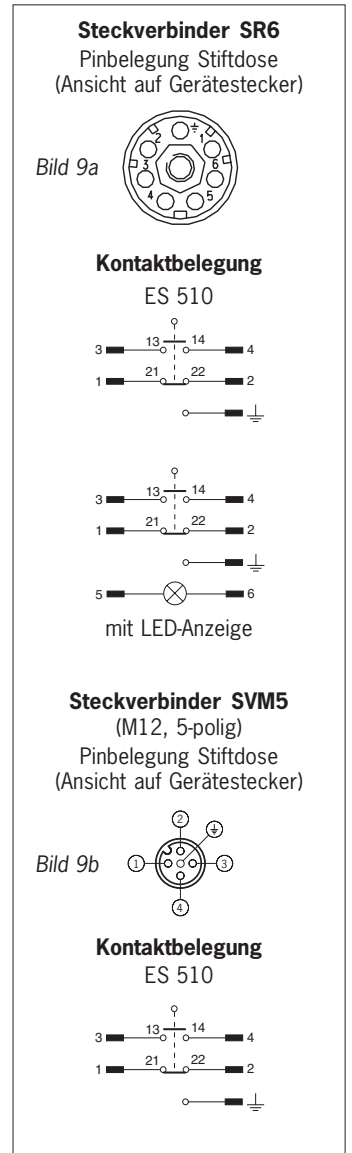 Steckverbinder SR6
Pinbelegung Stiftdose
(Ansicht auf Gerätestecker)
Bild 9a
2 1
3 6
4 5
Kontaktbelegung
ES 510
3 13 14 4
1 21 22 2
3 13 14 4
1 21 22 2
5 6
mit LED-Anzeige
Steckverbinder SVM5
(M12, 5-polig)
Pinbelegung Stiftdose
(Ansicht auf Gerätestecker)
2
Bild 9b 1 3
4
Kontaktbelegung
ES 510
3 13 14 4
1 21 22 2